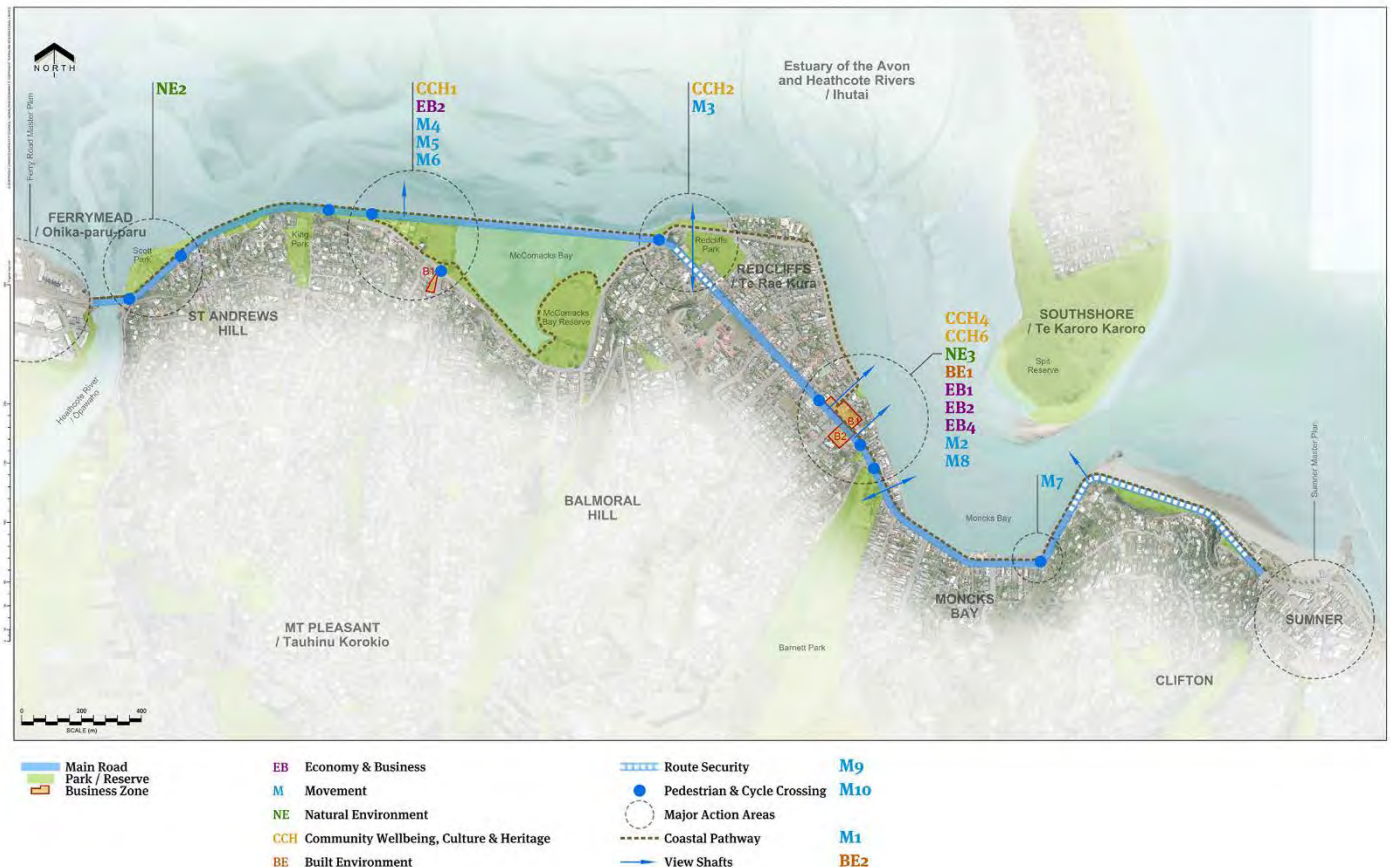 NORTH
Ferry Road Master Plan
NE2
CCH1
EB2
M4
M5
M6
CCH2
M3
Estuary of the Avon
and Heathcote Rivers
/ Ihutai
FERRYMEAD
/ Ohika-paru-paru
Scott
Park
King
Park
ST ANDREWS
HILL
B1
McCormacks Bay
McCormacks
Bay Reserve
Redcliffs
Park
REDCLIFFS
/ Te Rae Kura
SOUTHSHORE
/ Te Karoro Karoro
Spit
Reserve
Heathcote River
/ Opawaho
CCH4
CCH6
NE3
BE1
EB1
EB2
EB4
M2
M8
B1
B2
BALMORAL
HILL
M7
Moncks Bay
Sumner Master Plan
MONCKS
BAY
SUMNER
MT PLEASANT
/ Tauhinu Korokio
Barnett Park
CLIFTON
0 200 400
SCALE (m)
Main Road
Park / Reserve
Business Zone
EB Economy & Business
M Movement
NE Natural Environment
CCH Community Wellbeing, Culture & Heritage
BE Built Environment
Route Security M9
Pedestrian & Cycle Crossing M10
Major Action Areas
Coastal Pathway M1
View Shafts BE2